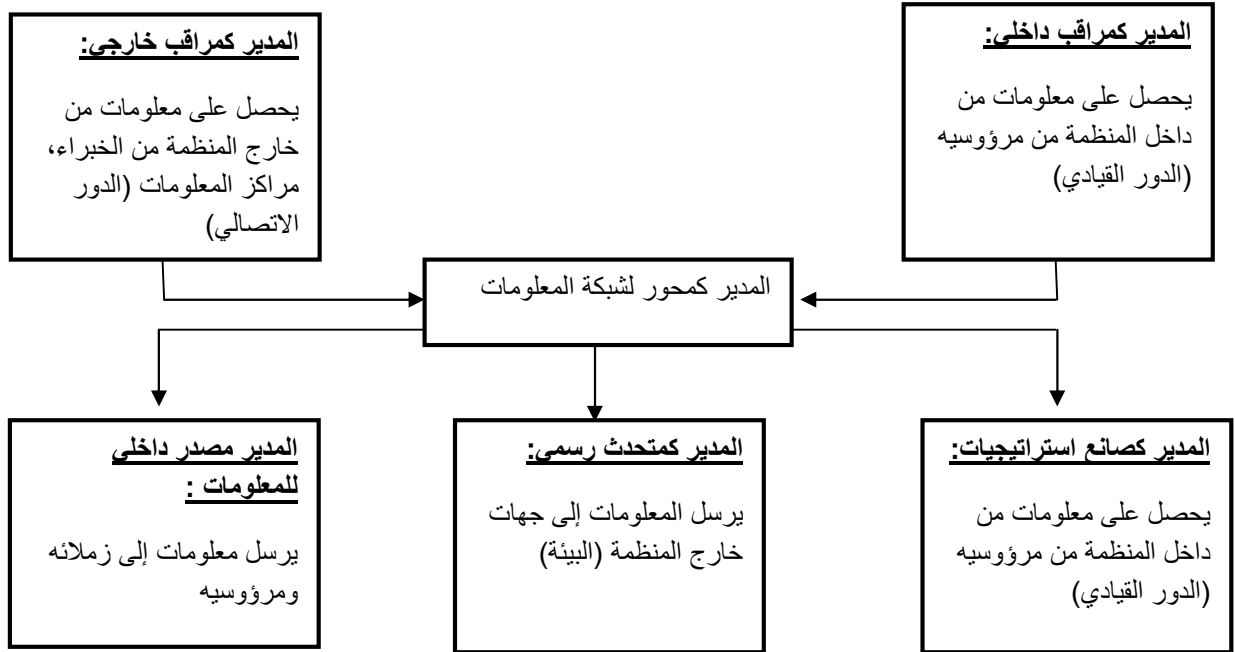 المدير كمراقب داخلي:
يحصل على معلومات من
داخل المنظمة من مرؤوسيه
(الدور القيادي)
المدير كمراقب خارجي:
يحصل على معلومات من
خارج المنظمة من الخبراء،
مراكز المعلومات (الدور
الاتصالي)
المدير كمحور لشبكة المعلومات
المدير كصانع استراتيجيات:
يحصل على معلومات من
داخل المنظمة من مرؤوسيه
(الدور القيادي)
المدير كمتحدث رسمي:
يرسل المعلومات إلى جهات
خارج المنظمة (البيئة)
المدير مصدر داخلي
للمعلومات :
يرسل معلومات إلى زملائه
ومرؤوسيه